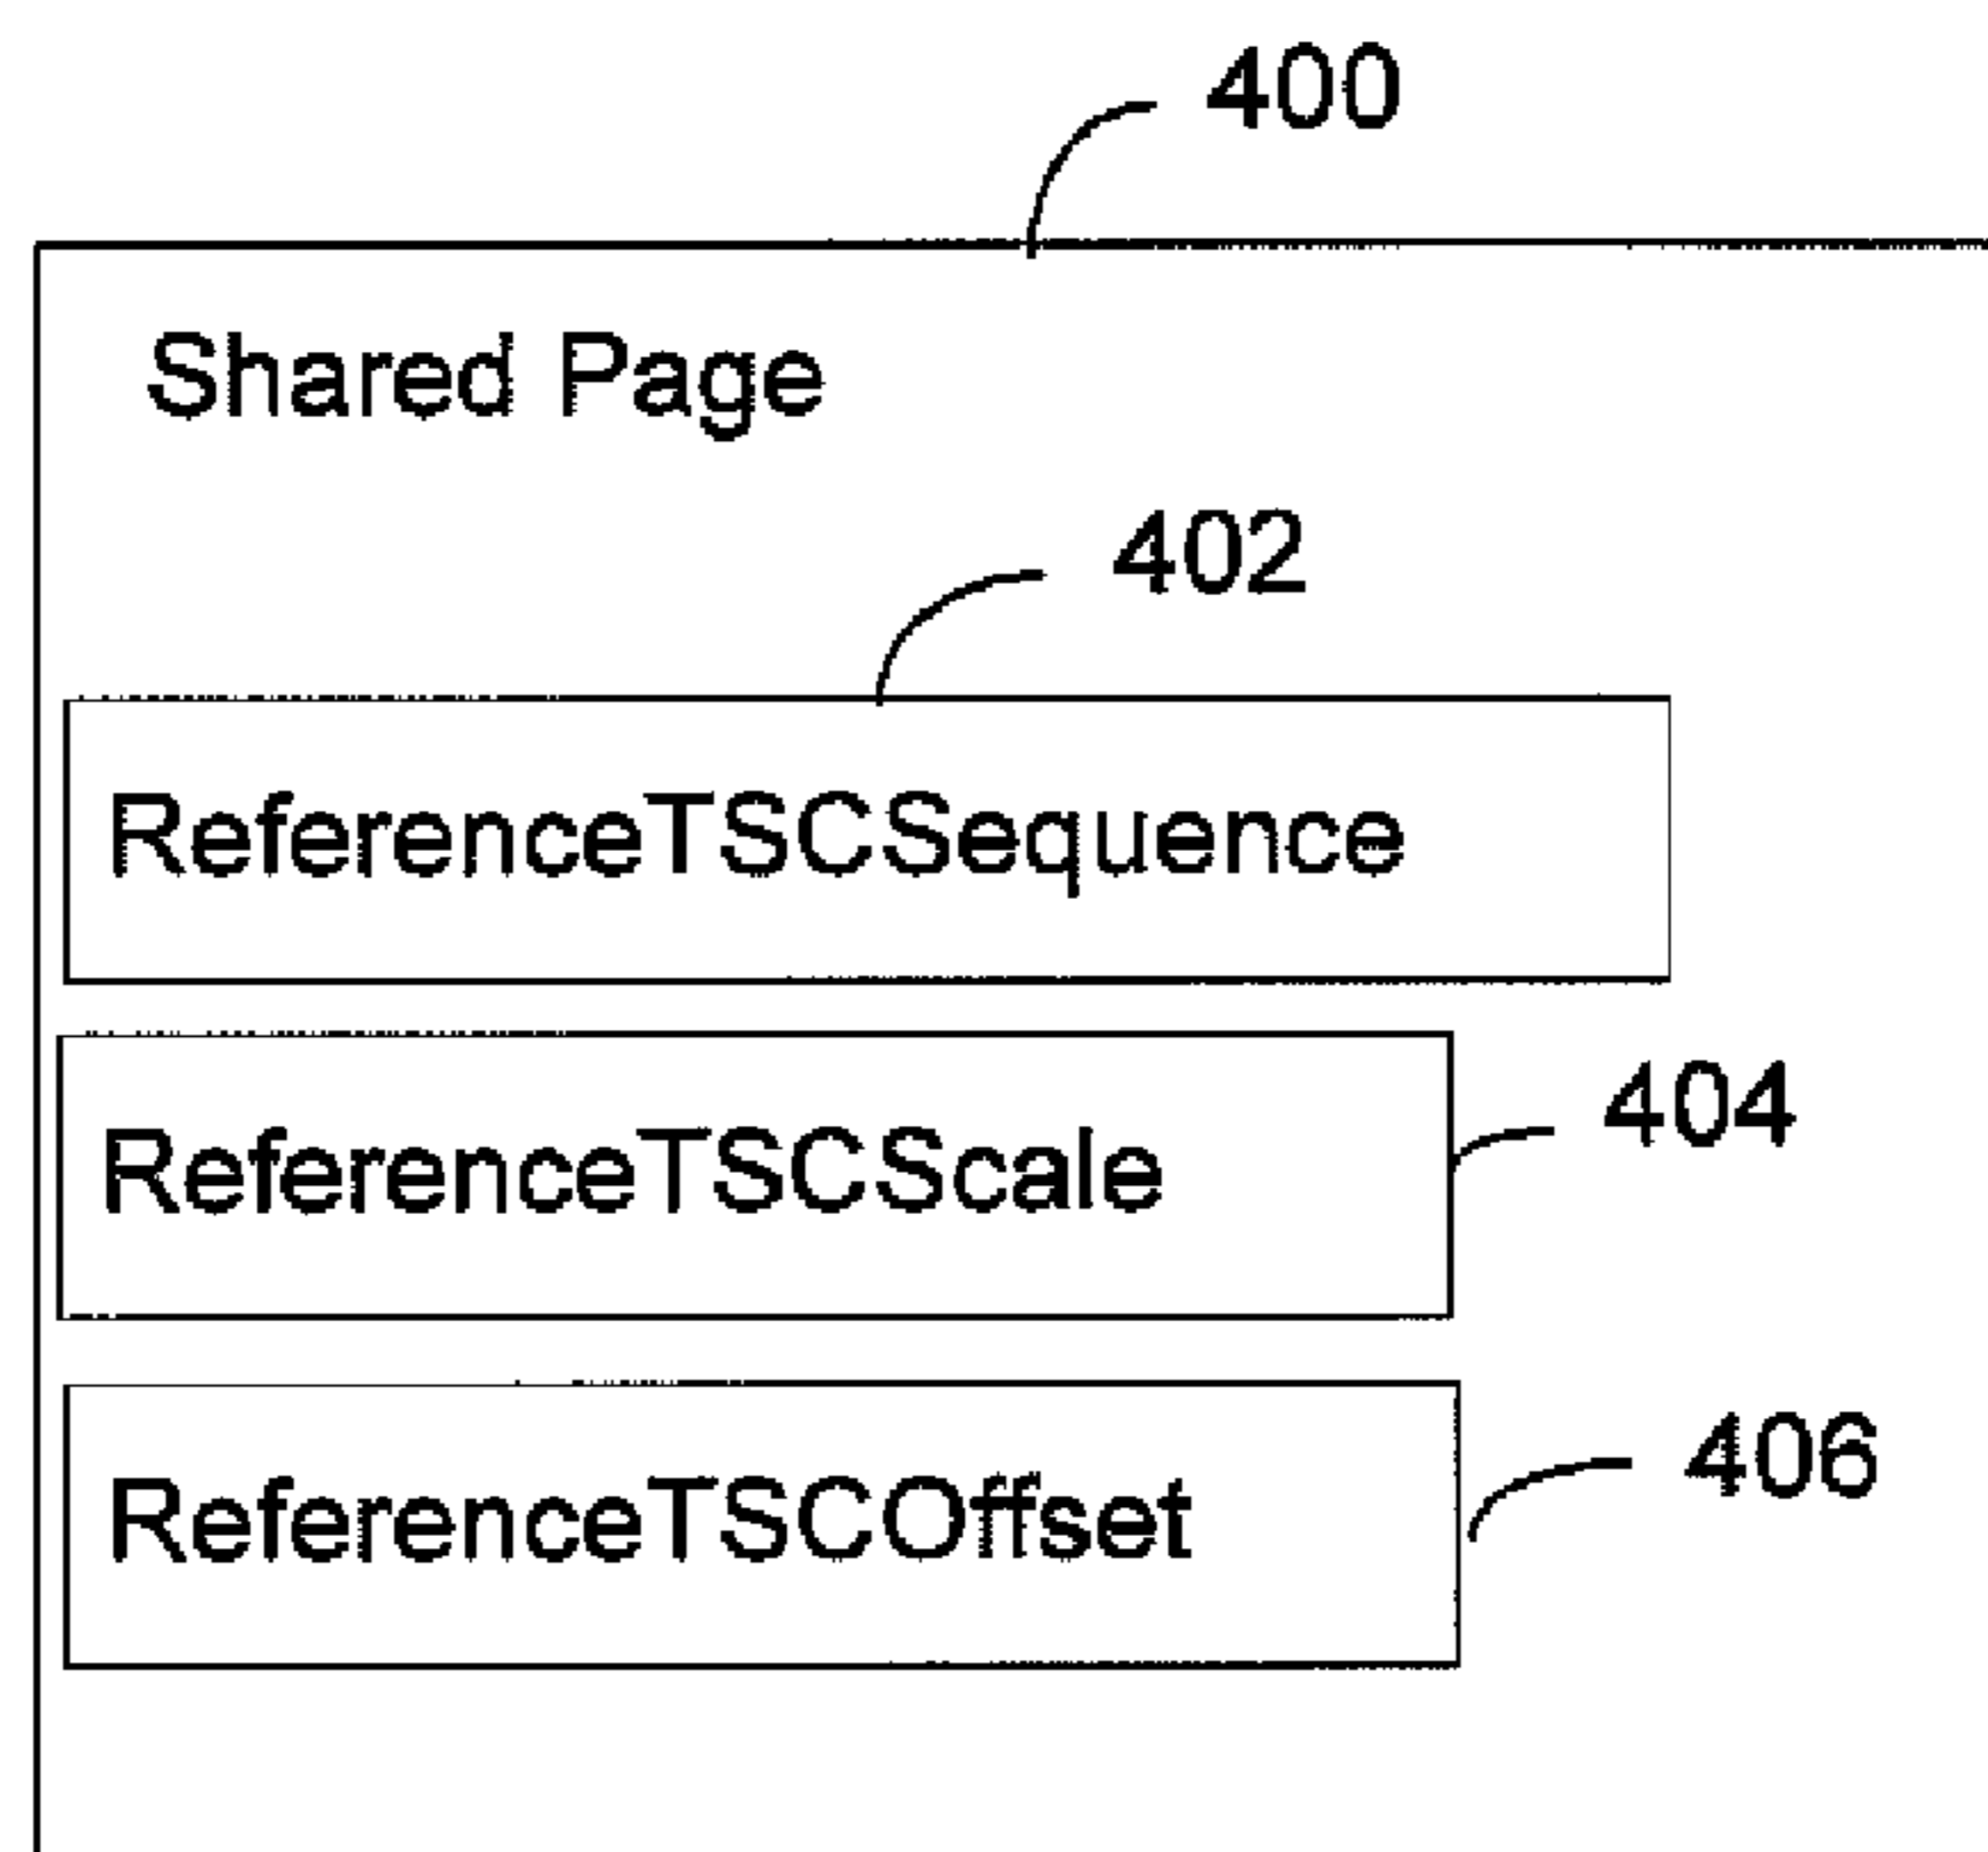 400
Shared Page
402
ReferenceTSCSequence
404
ReferenceTSCScale
406
ReferenceTSCOffset